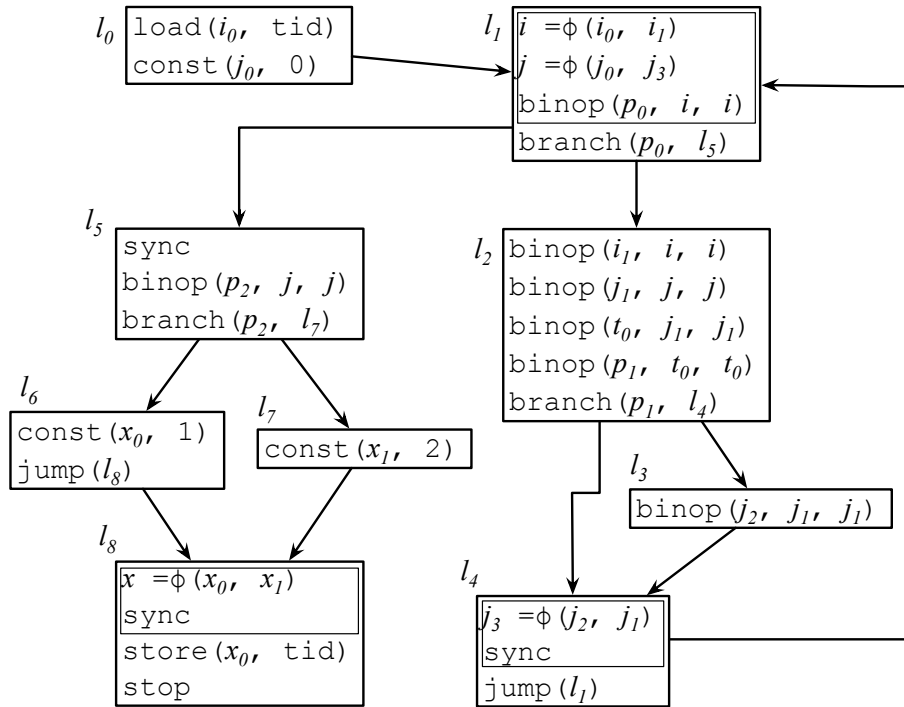 l0
load(i0, tid)
const(j0, 0)
l1
i =ϕ(i0, i1)
j =ϕ(j0, j3)
binop(p0, i, i)
branch(p0, l5)
l5
sync
binop(p2, j, j)
branch(p2, l7)
l2
binop(i1, i, i)
binop(j1, j, j)
binop(t0, j1, j1)
binop(p1, t0, t0)
branch(p1, l4)
l6
const(x0, 1)
jump(l8)
l7
const(x1, 2)
l3
binop(j2, j1, j1)
l8
x =ϕ(x0, x1)
sync
store(x0, tid)
stop
l4
j3 =ϕ(j2, j1)
sync
jump(l1)